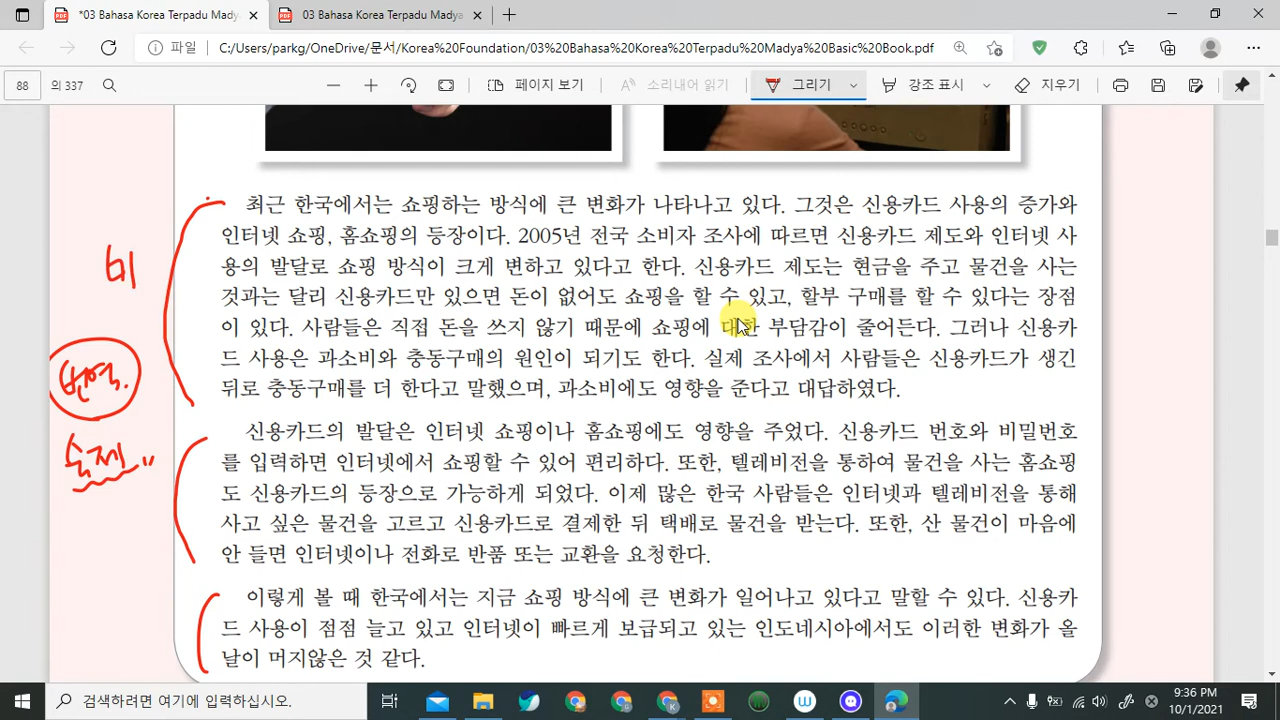 *03 Bahasa Korea Terpadu Madya
03 Bahasa Korea Terpadu Madya
파일
C:/Users/parkg/OneDrive/문서/Korea%20Foundation/03%20Bahasa%20Korea%20Terpadu%20Madya%20Basic%20Book.pdf
88 의 337
페이지 보기
소리내어 읽기
그리기
강조 표시
지우기
최근 한국에서는 쇼핑하는 방식에 큰 변화가 나타나고 있다. 그것은 신용카드 사용의 증가와
인터넷 쇼핑, 홈쇼핑의 등장이다. 2005년 전국 소비자 조사에 따르면 신용카드 제도와 인터넷 사
용의 발달로 쇼핑 방식이 크게 변하고 있다고 한다. 신용카드 제도는 현금을 주고 물건을 사는
것과는 달리 신용카드만 있으면 돈이 없어도 쇼핑을 할 수 있고, 할부 구매를 할 수 있다는 장점
이 있다. 사람들은 직접 돈을 쓰지 않기 때문에 쇼핑에 대한 부담감이 줄어든다. 그러나 신용카
드 사용은 과소비와 충동구매의 원인이 되기도 한다. 실제 조사에서 사람들은 신용카드가 생긴
뒤로 충동구매를 더 한다고 말했으며, 과소비에도 영향을 준다고 대답하였다.
번역.
숙제"
신용카드의 발달은 인터넷 쇼핑이나 홈쇼핑에도 영향을 주었다. 신용카드 번호와 비밀번호
를 입력하면 인터넷에서 쇼핑할 수 있어 편리하다. 또한, 텔레비전을 통하여 물건을 사는 홈쇼핑
도 신용카드의 등장으로 가능하게 되었다. 이제 많은 한국 사람들은 인터넷과 텔레비전을 통해
사고 싶은 물건을 고르고 신용카드로 결제한 뒤 택배로 물건을 받는다. 또한, 산 물건이 마음에
안 들면 인터넷이나 전화로 반품 또는 교환을 요청한다.
이렇게 볼 때 한국에서는 지금 쇼핑 방식에 큰 변화가 일어나고 있다고 말할 수 있다. 신용카
드 사용이 점점 늘고 있고 인터넷이 빠르게 보급되고 있는 인도네시아에서도 이러한 변화가 올
날이 머지않은 것 같다.
검색하려면 여기에 입력하십시오.
9:36 PM
10/1/2021